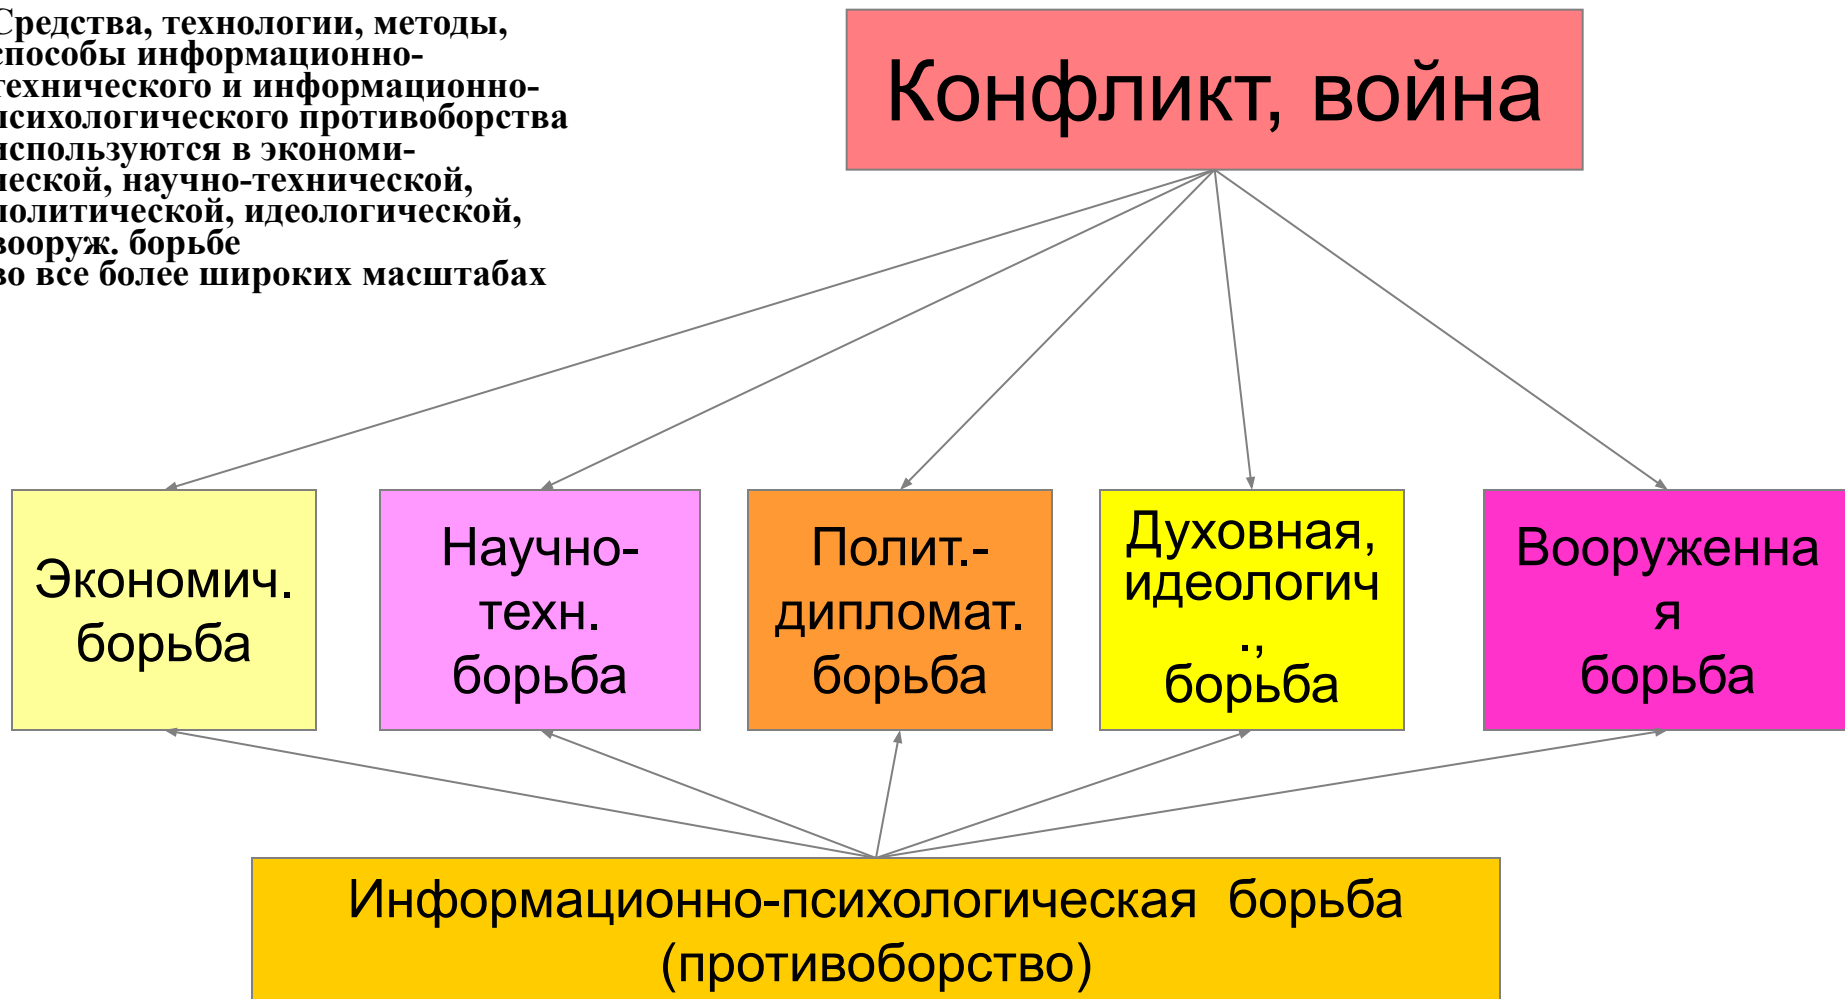 Средства, технологии, методы,
способы информационно-
технического и информационно-
психологического противоборства
используются в экономи-
ческой, научно-технической,
политической, идеологической,
вооруж. борьбе
во все более широких масштабах
Конфликт, война
Экономич.
борьба
Научно-
техн.
борьба
Полит.-
дипломат.
борьба
Духовная,
идеологич
.,
борьба
Вооруженна
я
борьба
Информационно-психологическая борьба
(противоборство)